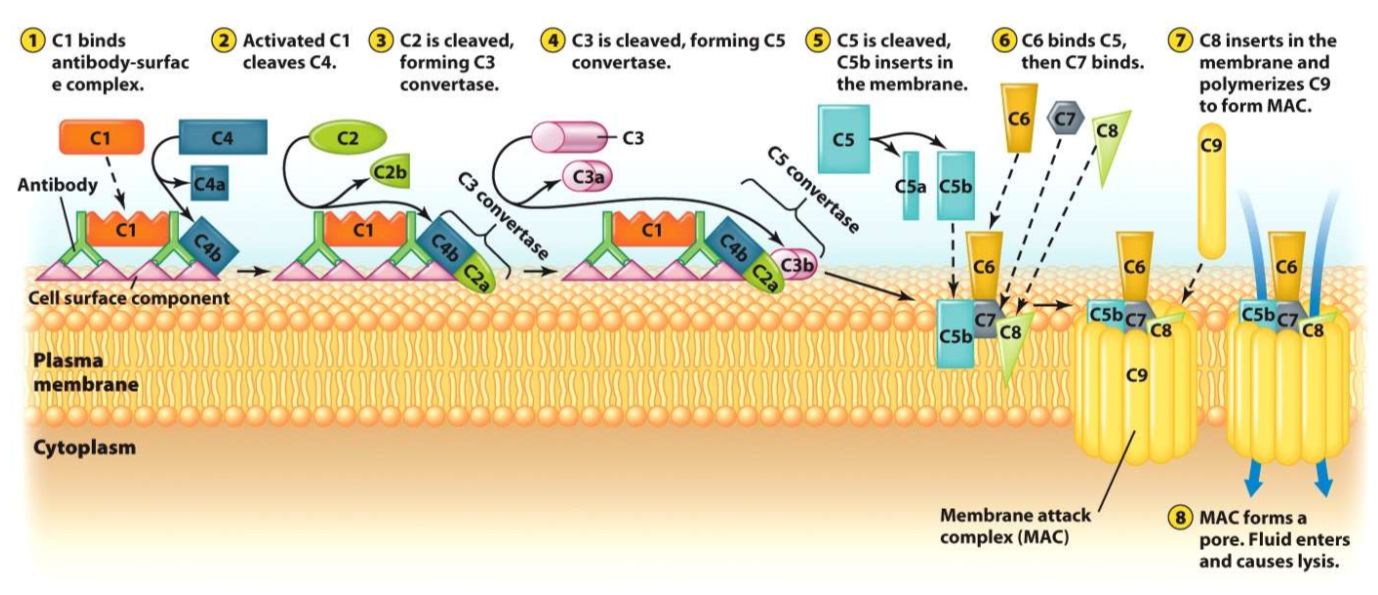 1 C1 binds
antibody-surfac
e complex.
2 Activated C1
cleaves C4.
3 C2 is cleaved,
forming C3
convertase.
4 C3 is cleaved, forming C5
convertase.
5 C5 is cleaved,
C5b inserts in
the membrane.
6 C6 binds C5,
then C7 binds.
7 C8 inserts in the
membrane and
polymerizes C9
to form MAC.
C1
C4
C4a
Antibody
C1
C4b
Cell surface component
C2
C2b
C3 convertase
C1
C4b
C2a
C3
C3a
C5 convertase
C1
C4b
C2a
C3b
C5
C5a
C5b
C6
C7
C8
C9
C6
C5b
C7
C8
C6
C5b
C7
C8
C9
C6
C5b
C7
C8
Plasma
membrane
Cytoplasm
Membrane attack
complex (MAC)
8 MAC forms a
pore. Fluid enters
and causes lysis.